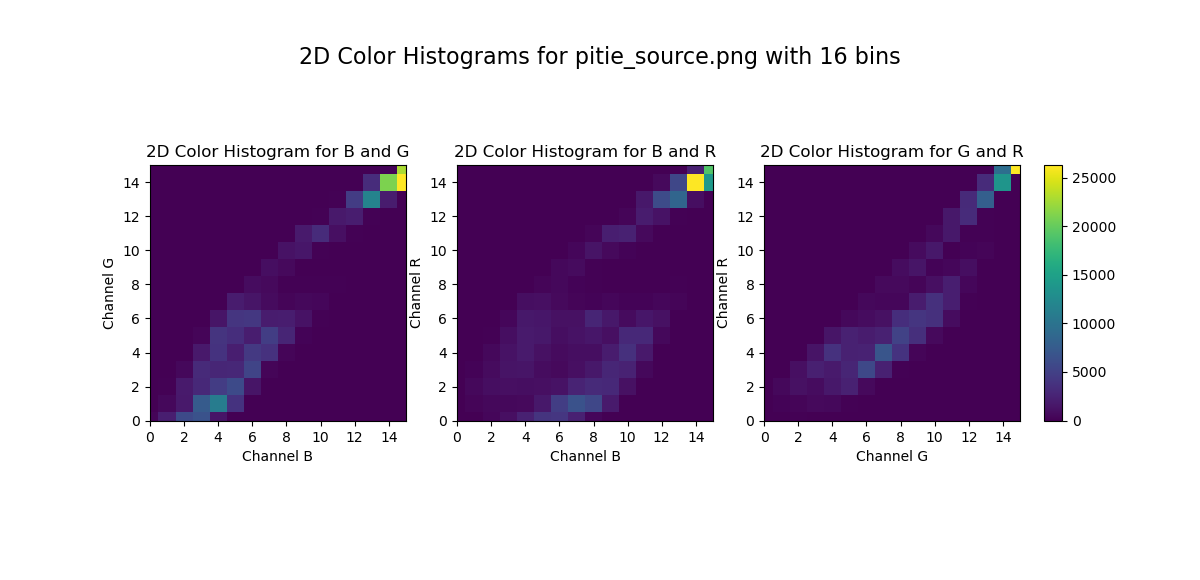 2D Color Histograms for pitie_source.png with 16 bins
2D Color Histogram for B and G
2D Color Histogram for B and R
2D Color Histogram for G and R
Channel G
14
12
10
8
6
4
2
0
0 2 4 6 8 10 12 14
Channel B
Channel R
14
12
10
8
6
4
2
0
0 2 4 6 8 10 12 14
Channel B
Channel R
14
12
10
8
6
4
2
0
0 2 4 6 8 10 12 14
Channel G
25000
20000
15000
10000
5000
0